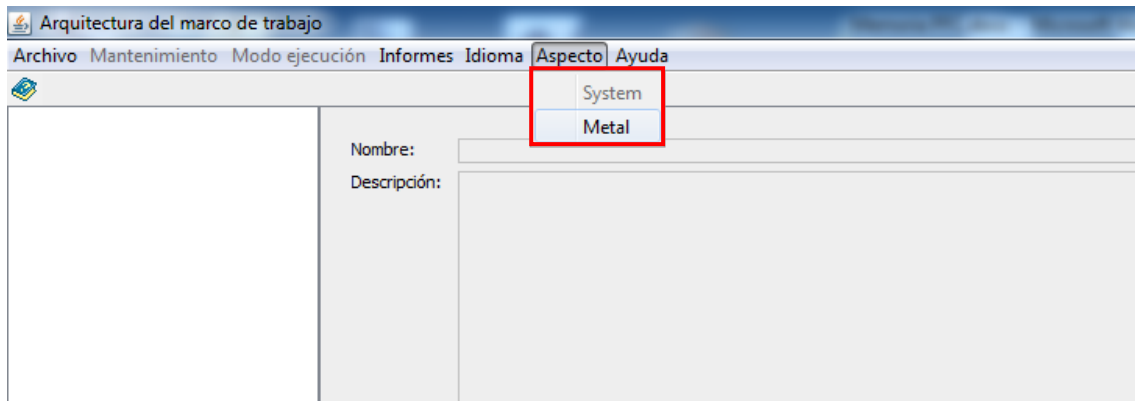 Arquitectura del marco de trabajo
Archivo Mantenimiento Modo ejecución Informes Idioma Aspecto Ayuda
System
Metal
Nombre:
Descripción: